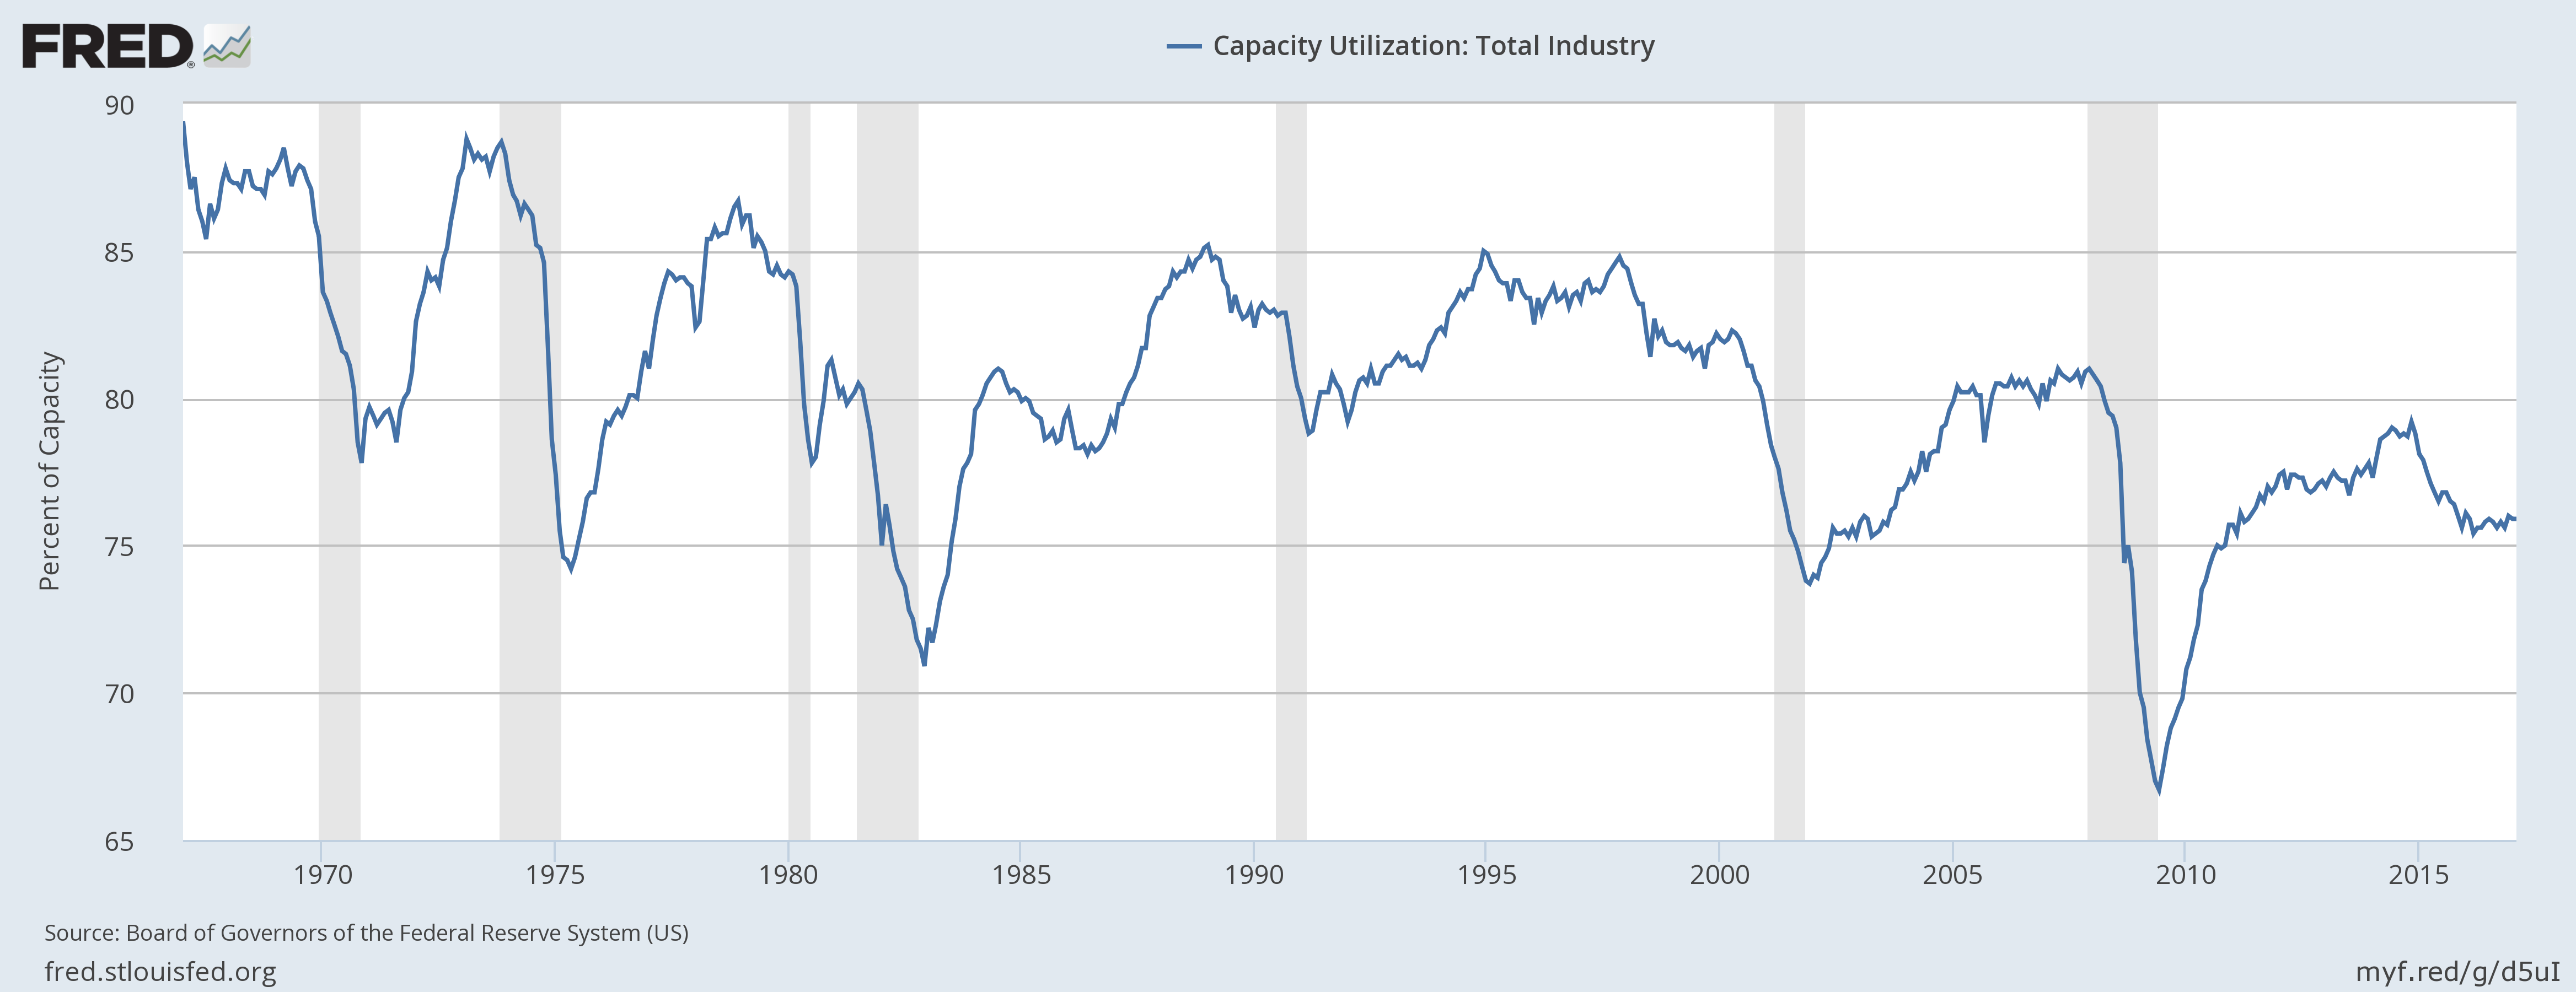 FRED®
Capacity Utilization: Total Industry
Percent of Capacity
90
85
80
75
70
65
1970 1975 1980 1985 1990 1995 2000 2005 2010 2015
Source: Board of Governors of the Federal Reserve System (US)
fred.stlouisfed.org
myf.red/g/d5uI